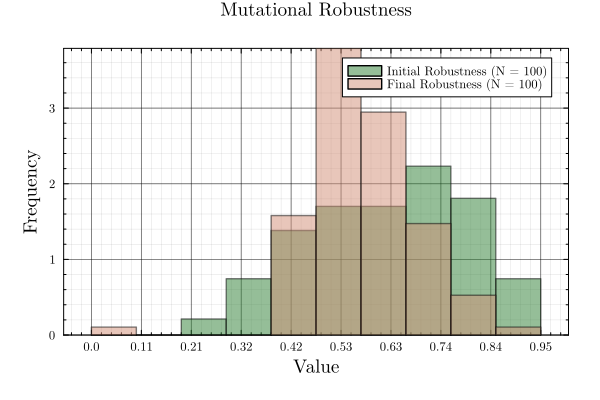 Mutational Robustness
Initial Robustness (N = 100)
Final Robustness (N = 100)
Frequency
3
2
1
0
0.0 0.11 0.21 0.32 0.42 0.53 0.63 0.74 0.84 0.95
Value